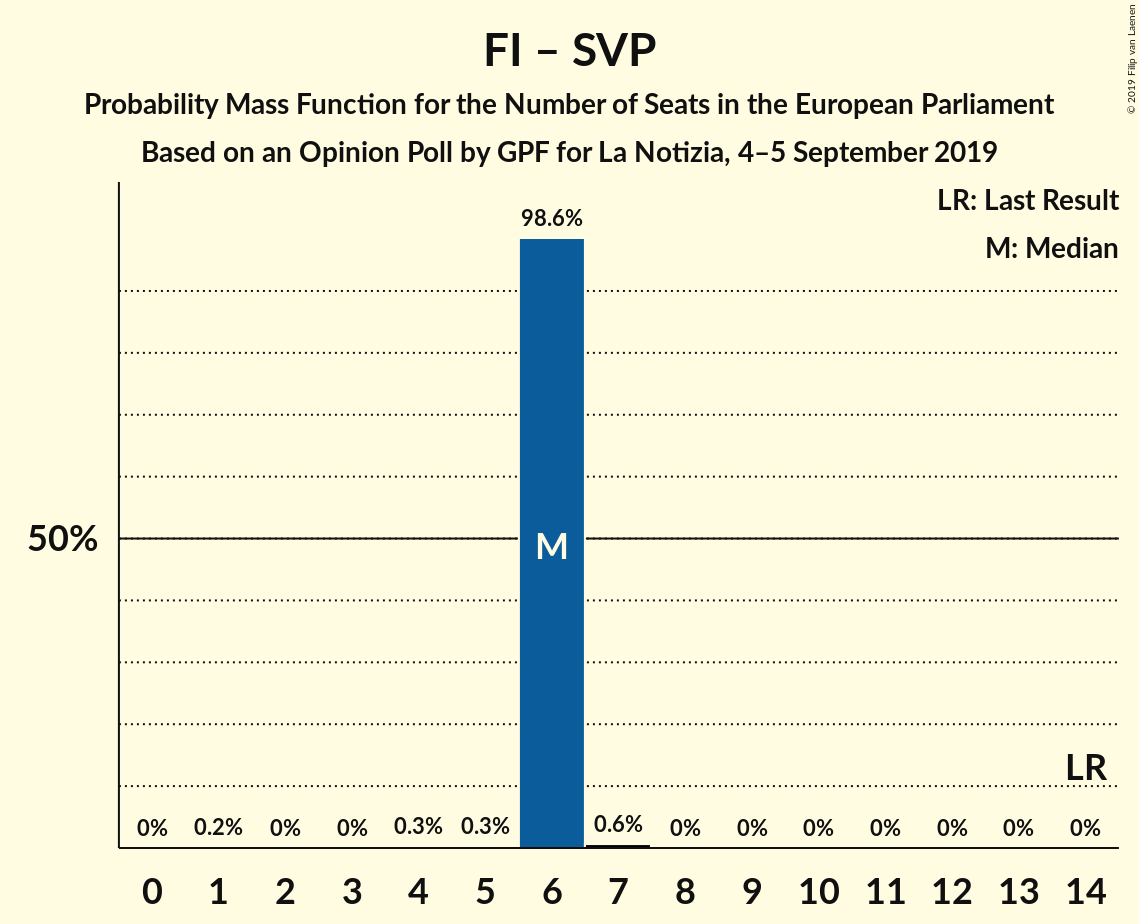 FI – SVP
Probability Mass Function for the Number of Seats in the European Parliament
Based on an Opinion Poll by GPF for La Notizia, 4–5 September 2019
© 2019 Filip van Laenen
LR: Last Result
M: Median
98.6%
50%
M
LR
0% 0.2% 0% 0% 0.3% 0.3% 0.6% 0% 0% 0% 0% 0% 0% 0%
0 1 2 3 4 5 6 7 8 9 10 11 12 13 14